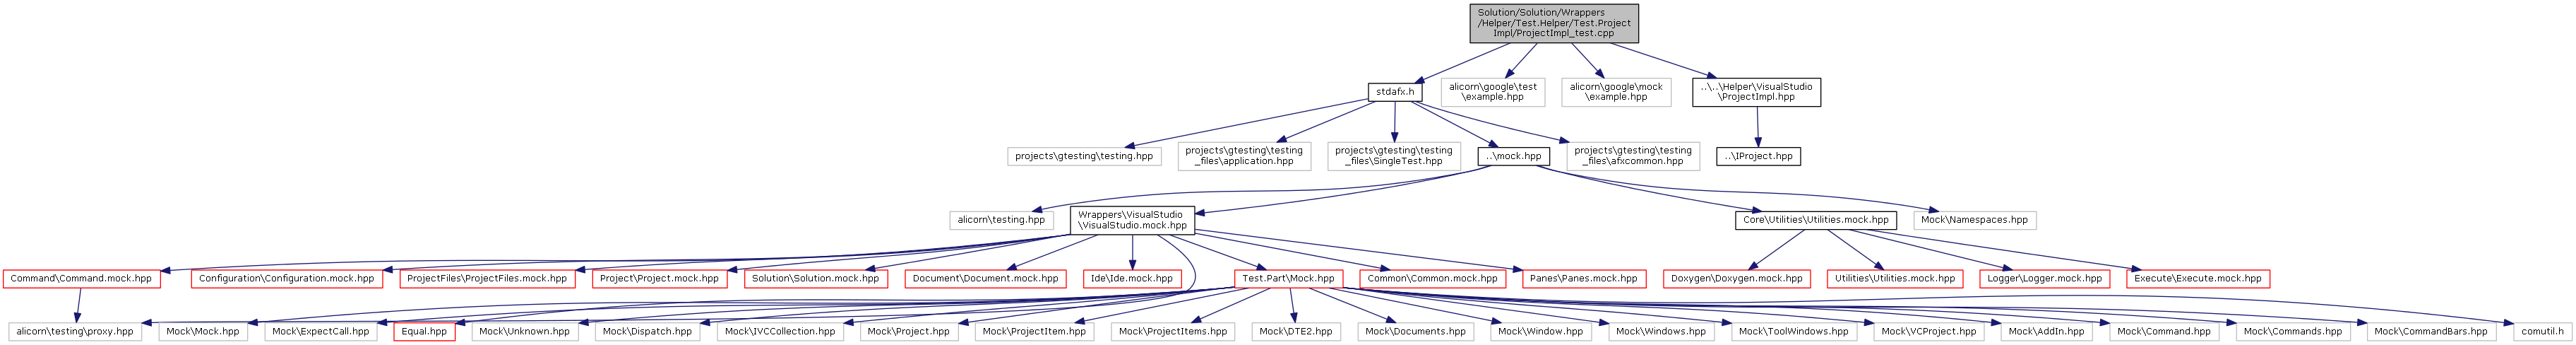 Solution/Solution/Wrappers
/Helper/Test.Helper/Test.Project
Impl/ProjectImpl_test.cpp
stdafx.h
alicorn\google\test
\example.hpp
alicorn\google\mock
\example.hpp
..\..\Helper\VisualStudio
\ProjectImpl.hpp
projects\gtesting\testing.hpp
projects\gtesting\testing
_files\application.hpp
projects\gtesting\testing
_files\SingleTest.hpp
..\mock.hpp
projects\gtesting\testing
_files\afxcommon.hpp
..\IProject.hpp
alicorn\testing.hpp
Wrappers\VisualStudio
\VisualStudio.mock.hpp
Core\Utilities\Utilities.mock.hpp
Mock\Namespaces.hpp
Command\Command.mock.hpp
Configuration\Configuration.mock.hpp
ProjectFiles\ProjectFiles.mock.hpp
Project\Project.mock.hpp
Solution\Solution.mock.hpp
Document\Document.mock.hpp
Ide\Ide.mock.hpp
Test.Part\Mock.hpp
Common\Common.mock.hpp
Panes\Panes.mock.hpp
Doxygen\Doxygen.mock.hpp
Utilities\Utilities.mock.hpp
Logger\Logger.mock.hpp
Execute\Execute.mock.hpp
alicorn\testing\proxy.hpp
Mock\Mock.hpp
Mock\ExpectCall.hpp
Equal.hpp
Mock\Unknown.hpp
Mock\Dispatch.hpp
Mock\IVCCollection.hpp
Mock\Project.hpp
Mock\ProjectItem.hpp
Mock\ProjectItems.hpp
Mock\DTE2.hpp
Mock\Documents.hpp
Mock\Window.hpp
Mock\Windows.hpp
Mock\ToolWindows.hpp
Mock\VCProject.hpp
Mock\AddIn.hpp
Mock\Command.hpp
Mock\Commands.hpp
Mock\CommandBars.hpp
comutil.h